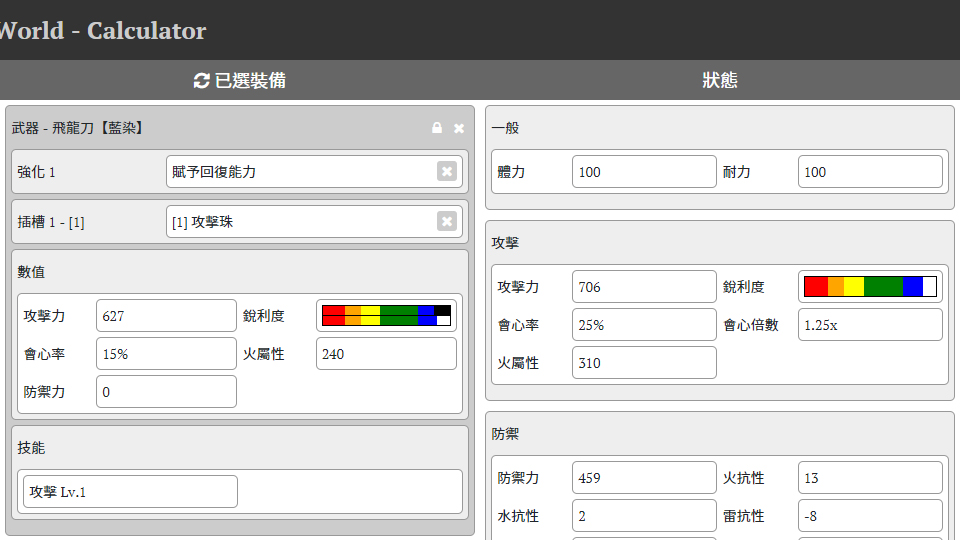 World - Calculator
已選裝備
狀態
武器 - 飛龍刀【藍染】
強化 1
賦予回復能力
插槽 1 - [1]
[1] 攻擊珠
數值
攻擊力
627
銳利度
會心率
15%
火屬性
240
防禦力
0
技能
攻擊 Lv.1
一般
體力
100
耐力
100
攻擊
攻擊力
706
銳利度
會心率
25%
會心倍數
1.25x
火屬性
310
防禦
防禦力
459
火抗性
13
水抗性
2
雷抗性
-8